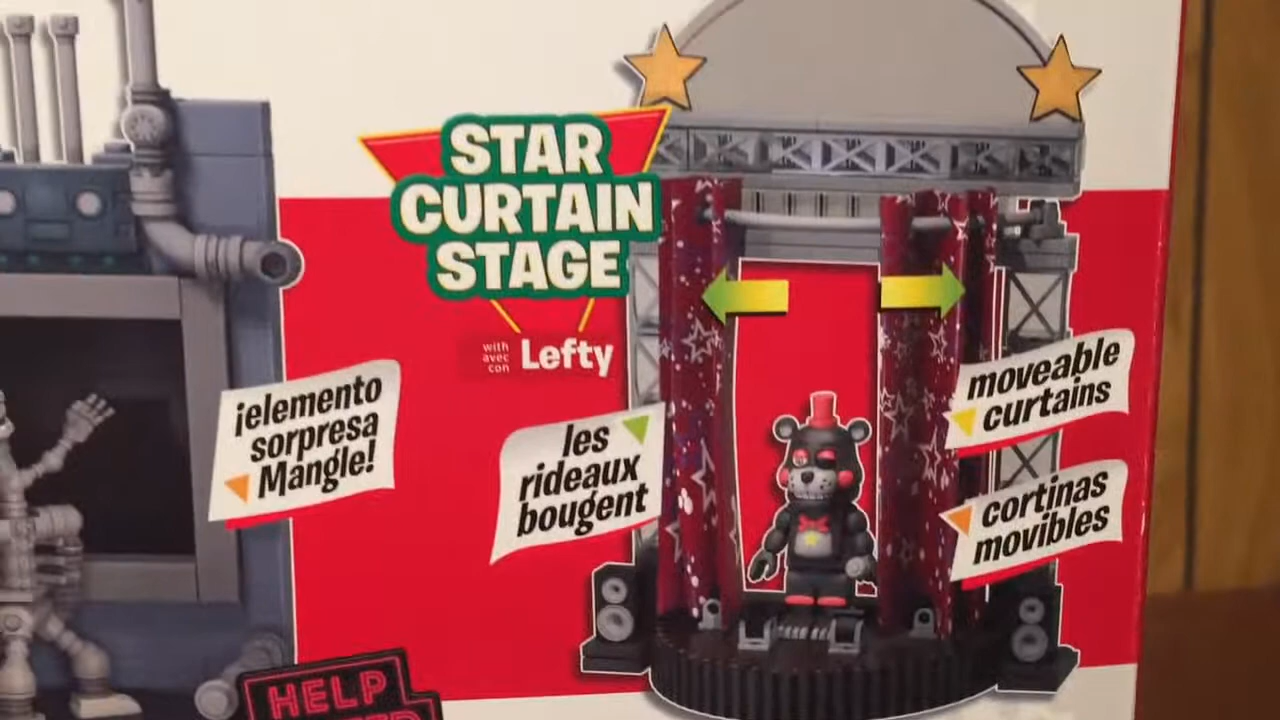 STAR
CURTAIN
STAGE
with
avec
con
Lefty
¡elemento
sorpresa
Mangle!
les
rideaux
bougent
moveable
curtains
cortinas
movibles
HELP